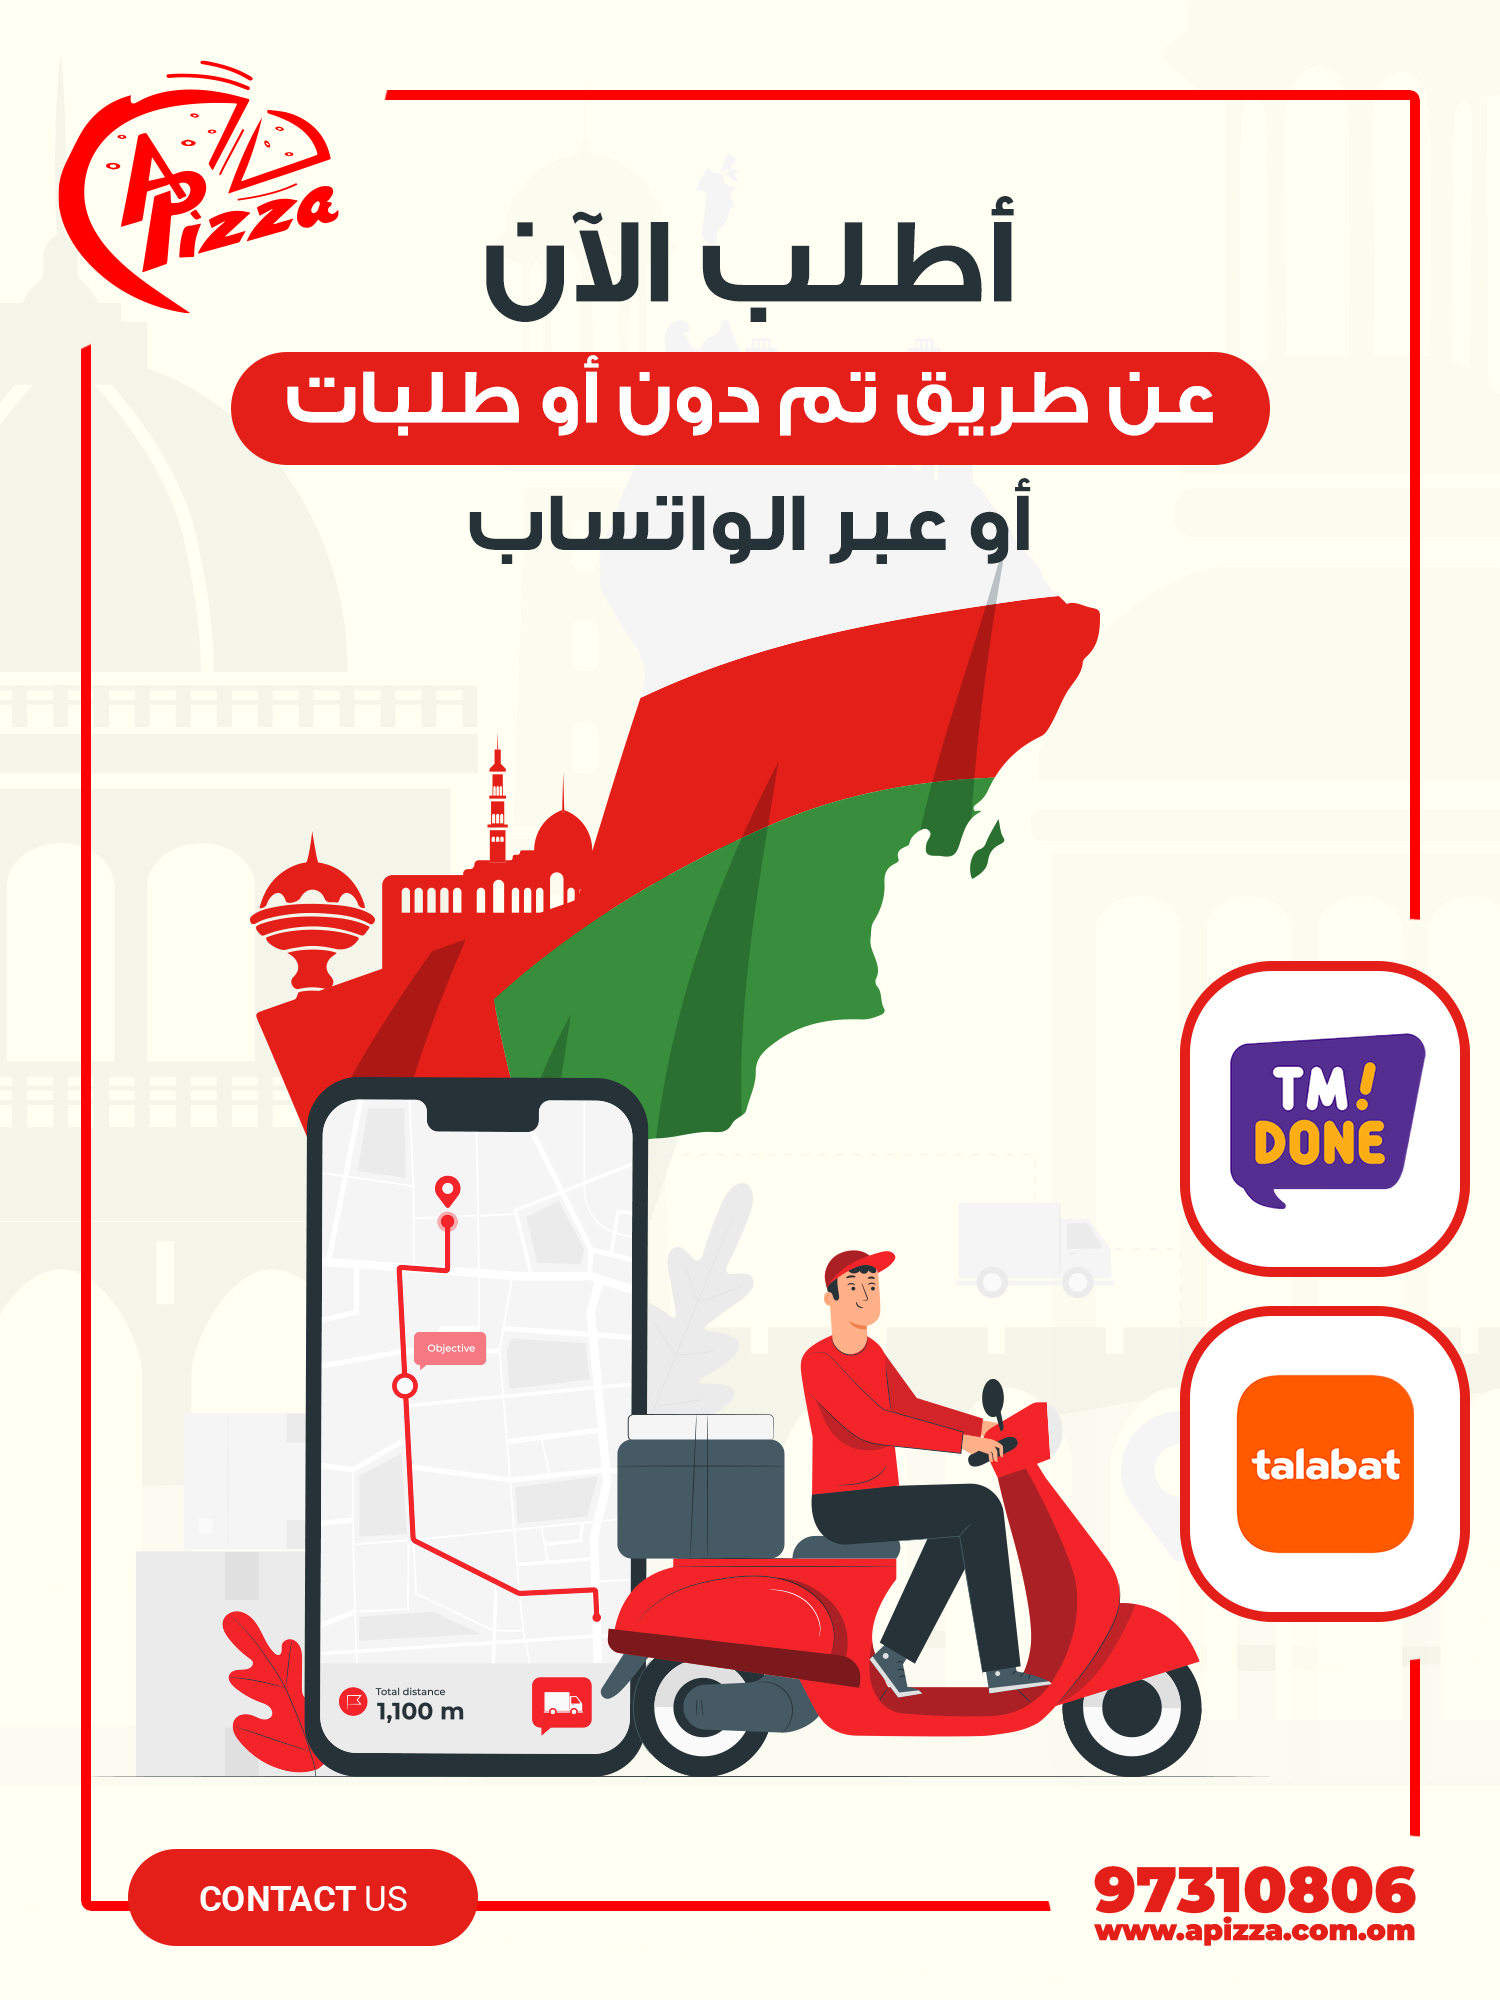 A Pizza
أطلب الآن
عن طريق تم دون أو طلبات
أو عبر الواتساب
TM!
DONE
Objective
talabat
Total distance
1,100 m
CONTACT US
97310806
www.apizza.com.om